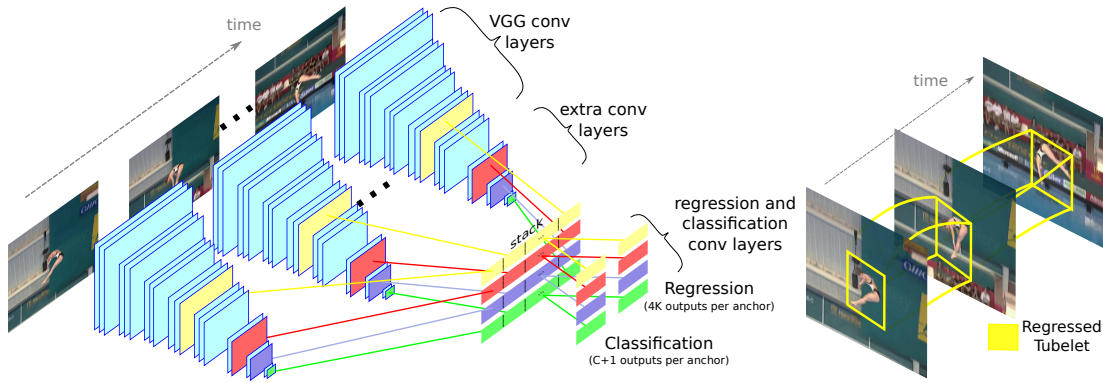 time
VGG conv
layers
extra conv
layers
stack
regression and
classification
conv layers
Regression
(4K outputs per anchor)
Classification
(C+1 outputs per anchor)
time
Regressed
Tubelet